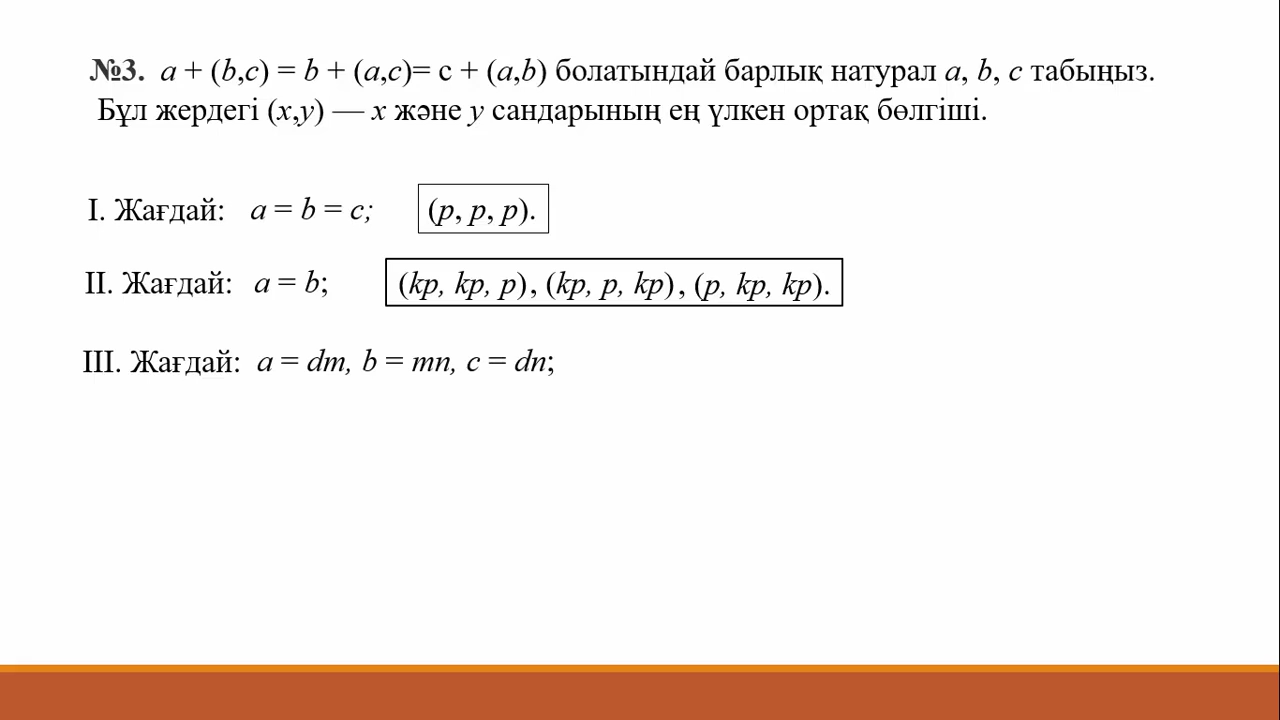 №3. a + (b,c) = b + (a,c)= c + (a,b) болатындай барлық натурал a, b, c табыңыз.
Бұл жердегі (x,y) — x және y сандарының ең үлкен ортақ бөлгіші.
I. Жағдай: a = b = c; (p, p, p).
II. Жағдай: a = b; (kp, kp, p), (kp, p, kp), (p, kp, kp).
III. Жағдай: a = dm, b = mn, c = dn;